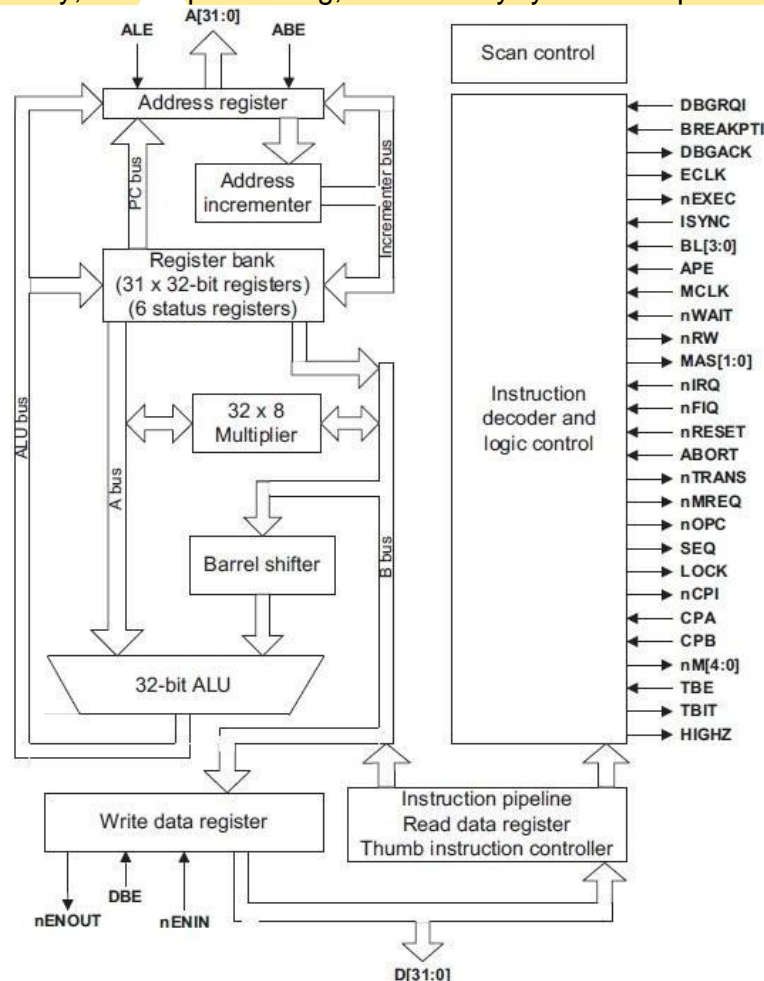 ALE
A[31:0]
ABE
Scan control
Address register
DBGRQI
BREAKPTI
DBGACK
ECLK
nEXEC
ISYNC
BL[3:0]
APE
MCLK
nWAIT
nRW
MAS[1:0]
nIRQ
nFIQ
nRESET
ABORT
nTRANS
nMREQ
nOPC
SEQ
LOCK
nCPI
CPA
CPB
nM[4:0]
TBE
TBIT
HIGHZ
PC bus
Address
incrementer
Incrementer bus
Register bank
(31 x 32-bit registers)
(6 status registers)
ALU bus
A bus
32 x 8
Multiplier
B bus
Barrel shifter
32-bit ALU
Instruction
decoder and
logic control
Write data register
Instruction pipeline
Read data register
Thumb instruction controller
nENOUT
DBE
nENIN
D[31:0]